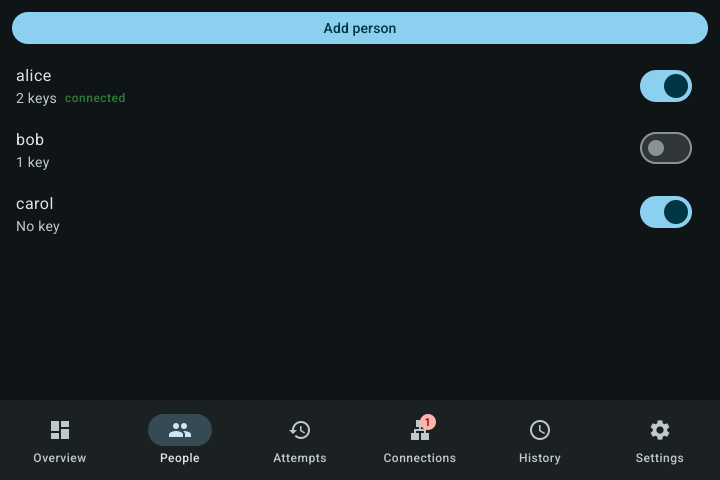 Add person
alice
2 keys connected
bob
1 key
carol
No key
1
Overview People Attempts Connections History Settings